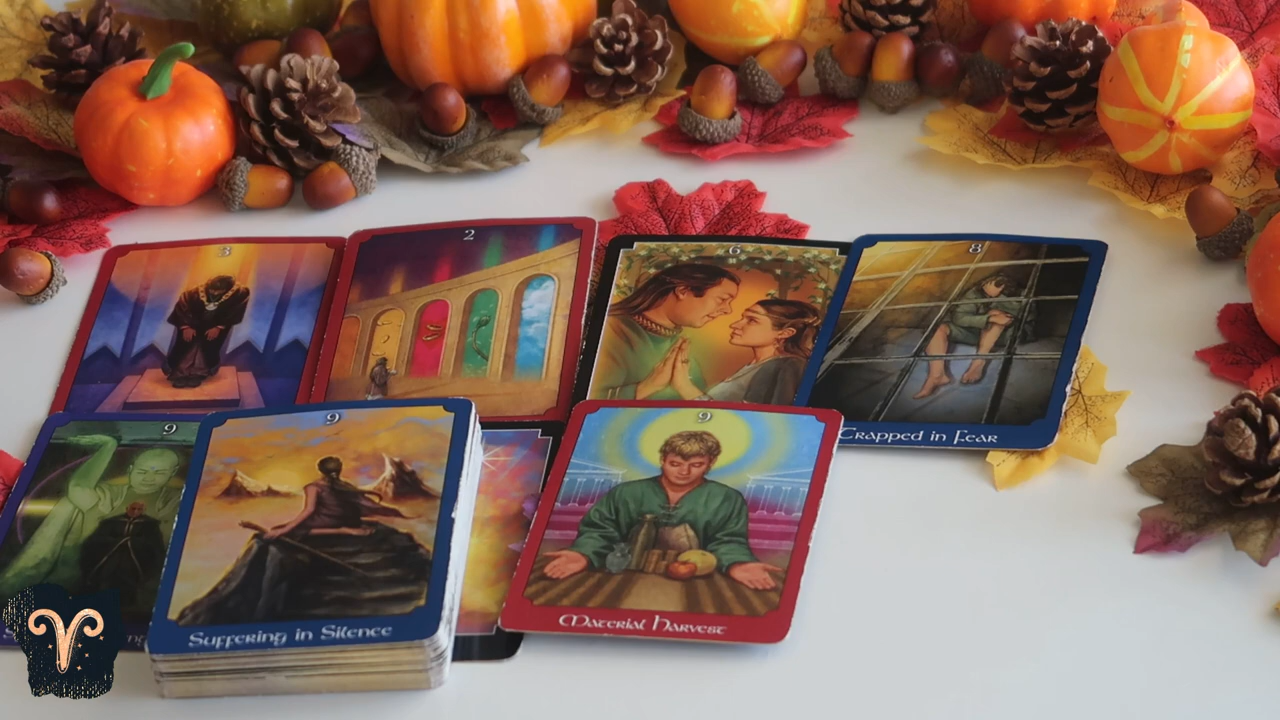 3
2
6
8
Trapped in Fear
9
9
Suffering in Silence
9
Material Harvest